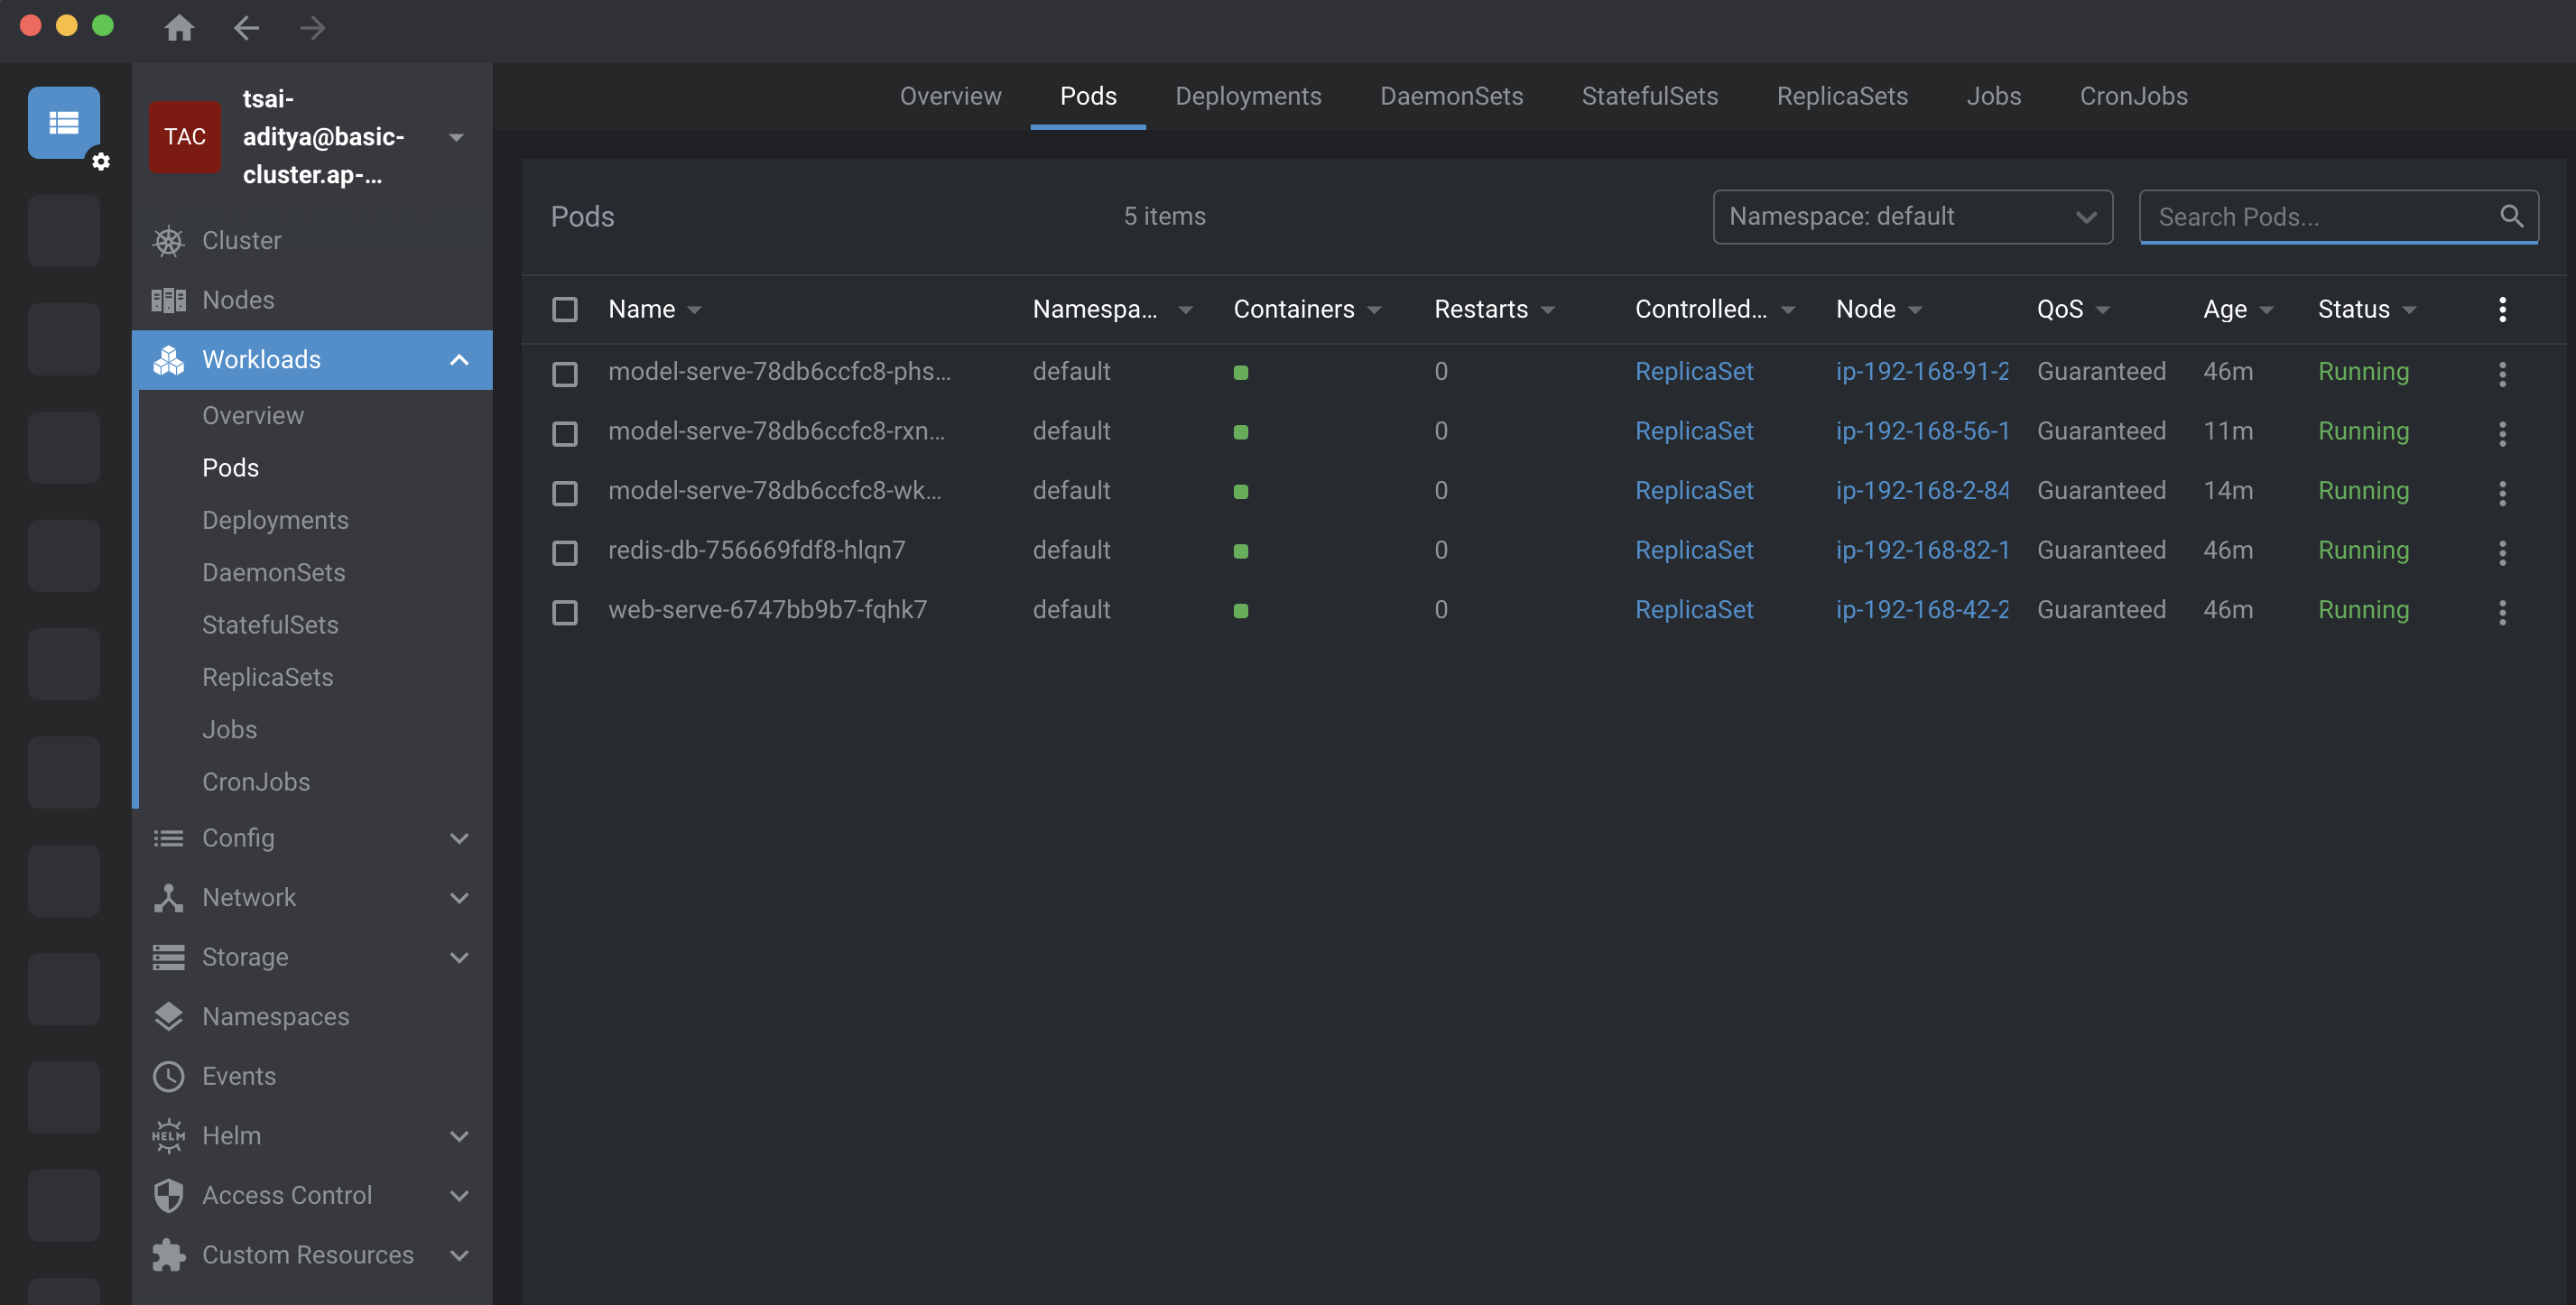 TAC
tsai-
aditya@basic-
cluster.ap-...
Cluster
Nodes
Workloads
Overview
Pods
Deployments
DaemonSets
StatefulSets
ReplicaSets
Jobs
CronJobs
Config
Network
Storage
Namespaces
Events
HELM Helm
Access Control
Custom Resources
Overview Pods Deployments DaemonSets StatefulSets ReplicaSets Jobs CronJobs
Pods 5 items Namespace: default Search Pods...
Name Namespa... Containers Restarts Controlled... Node QoS Age Status
model-serve-78db6ccfc8-phs... default 0 ReplicaSet ip-192-168-91-2 Guaranteed 46m Running
model-serve-78db6ccfc8-rxn... default 0 ReplicaSet ip-192-168-56-1 Guaranteed 11m Running
model-serve-78db6ccfc8-wk... default 0 ReplicaSet ip-192-168-2-84 Guaranteed 14m Running
redis-db-756669fdf8-hlqn7 default 0 ReplicaSet ip-192-168-82-1 Guaranteed 46m Running
web-serve-6747bb9b7-fqhk7 default 0 ReplicaSet ip-192-168-42-2 Guaranteed 46m Running